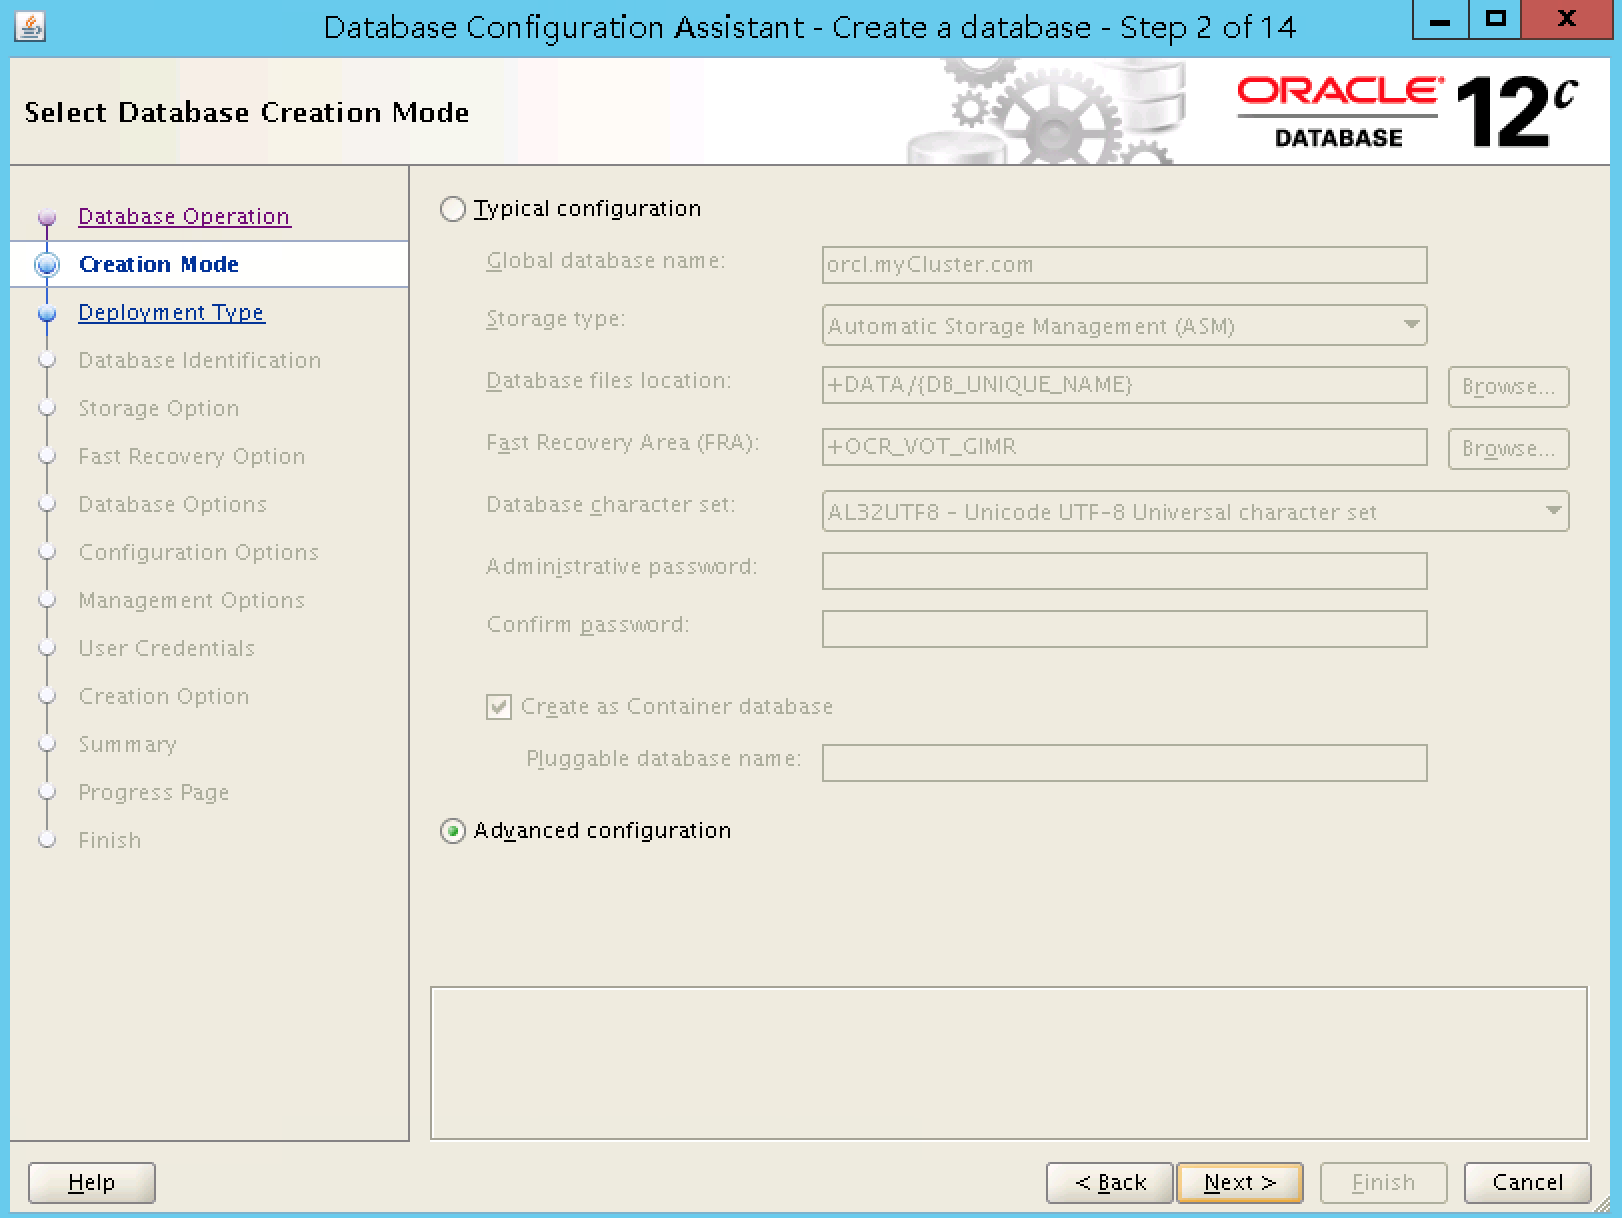 Database Configuration Assistant - Create a database - Step 2 of 14
Select Database Creation Mode
ORACLE
DATABASE
12c
Database Operation
Creation Mode
Deployment Type
Database Identification
Storage Option
Fast Recovery Option
Database Options
Configuration Options
Management Options
User Credentials
Creation Option
Summary
Progress Page
Finish
Typical configuration
Global database name: orcl.myCluster.com
Storage type: Automatic Storage Management (ASM)
Database files location: +DATA/{DB_UNIQUE_NAME} Browse...
Fast Recovery Area (FRA): +OCR_VOT_GIMR Browse...
Database character set: AL32UTF8 - Unicode UTF-8 Universal character set
Administrative password:
Confirm password:
Create as Container database
Pluggable database name:
Advanced configuration
Help < Back Next > Finish Cancel